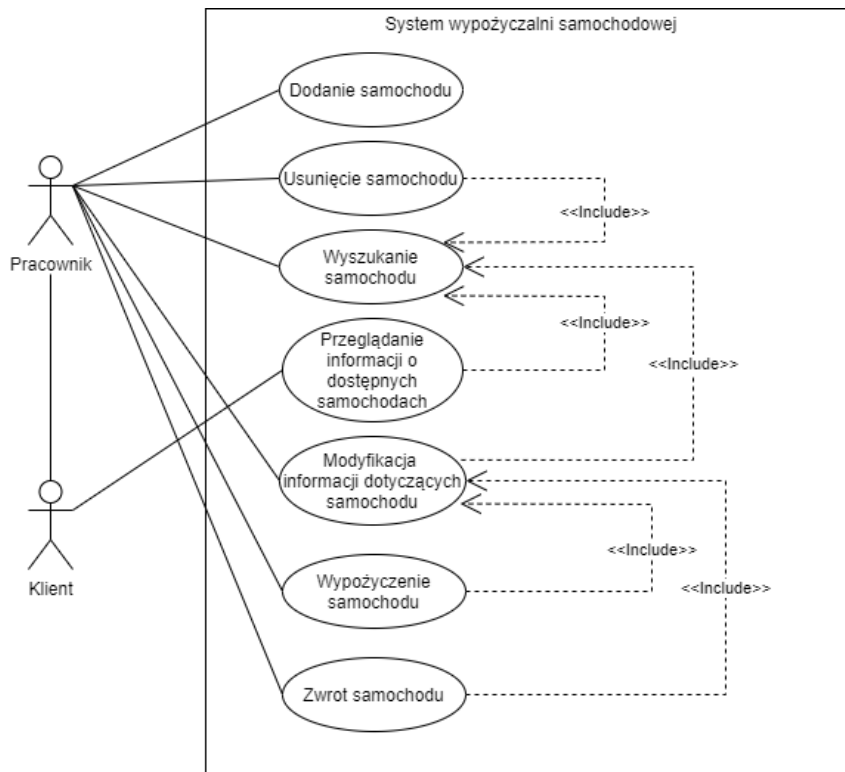 System wypożyczalni samochodowej
Dodanie samochodu
Usunięcie samochodu
<<Include>>
Pracownik
Wyszukanie
samochodu
<<Include>>
Przeglądanie
informacji o
dostępnych
samochodach
<<Include>>
Modyfikacja
informacji dotyczących
samochodu
<<Include>>
Wypożyczenie
samochodu
<<Include>>
Klient
Zwrot samochodu